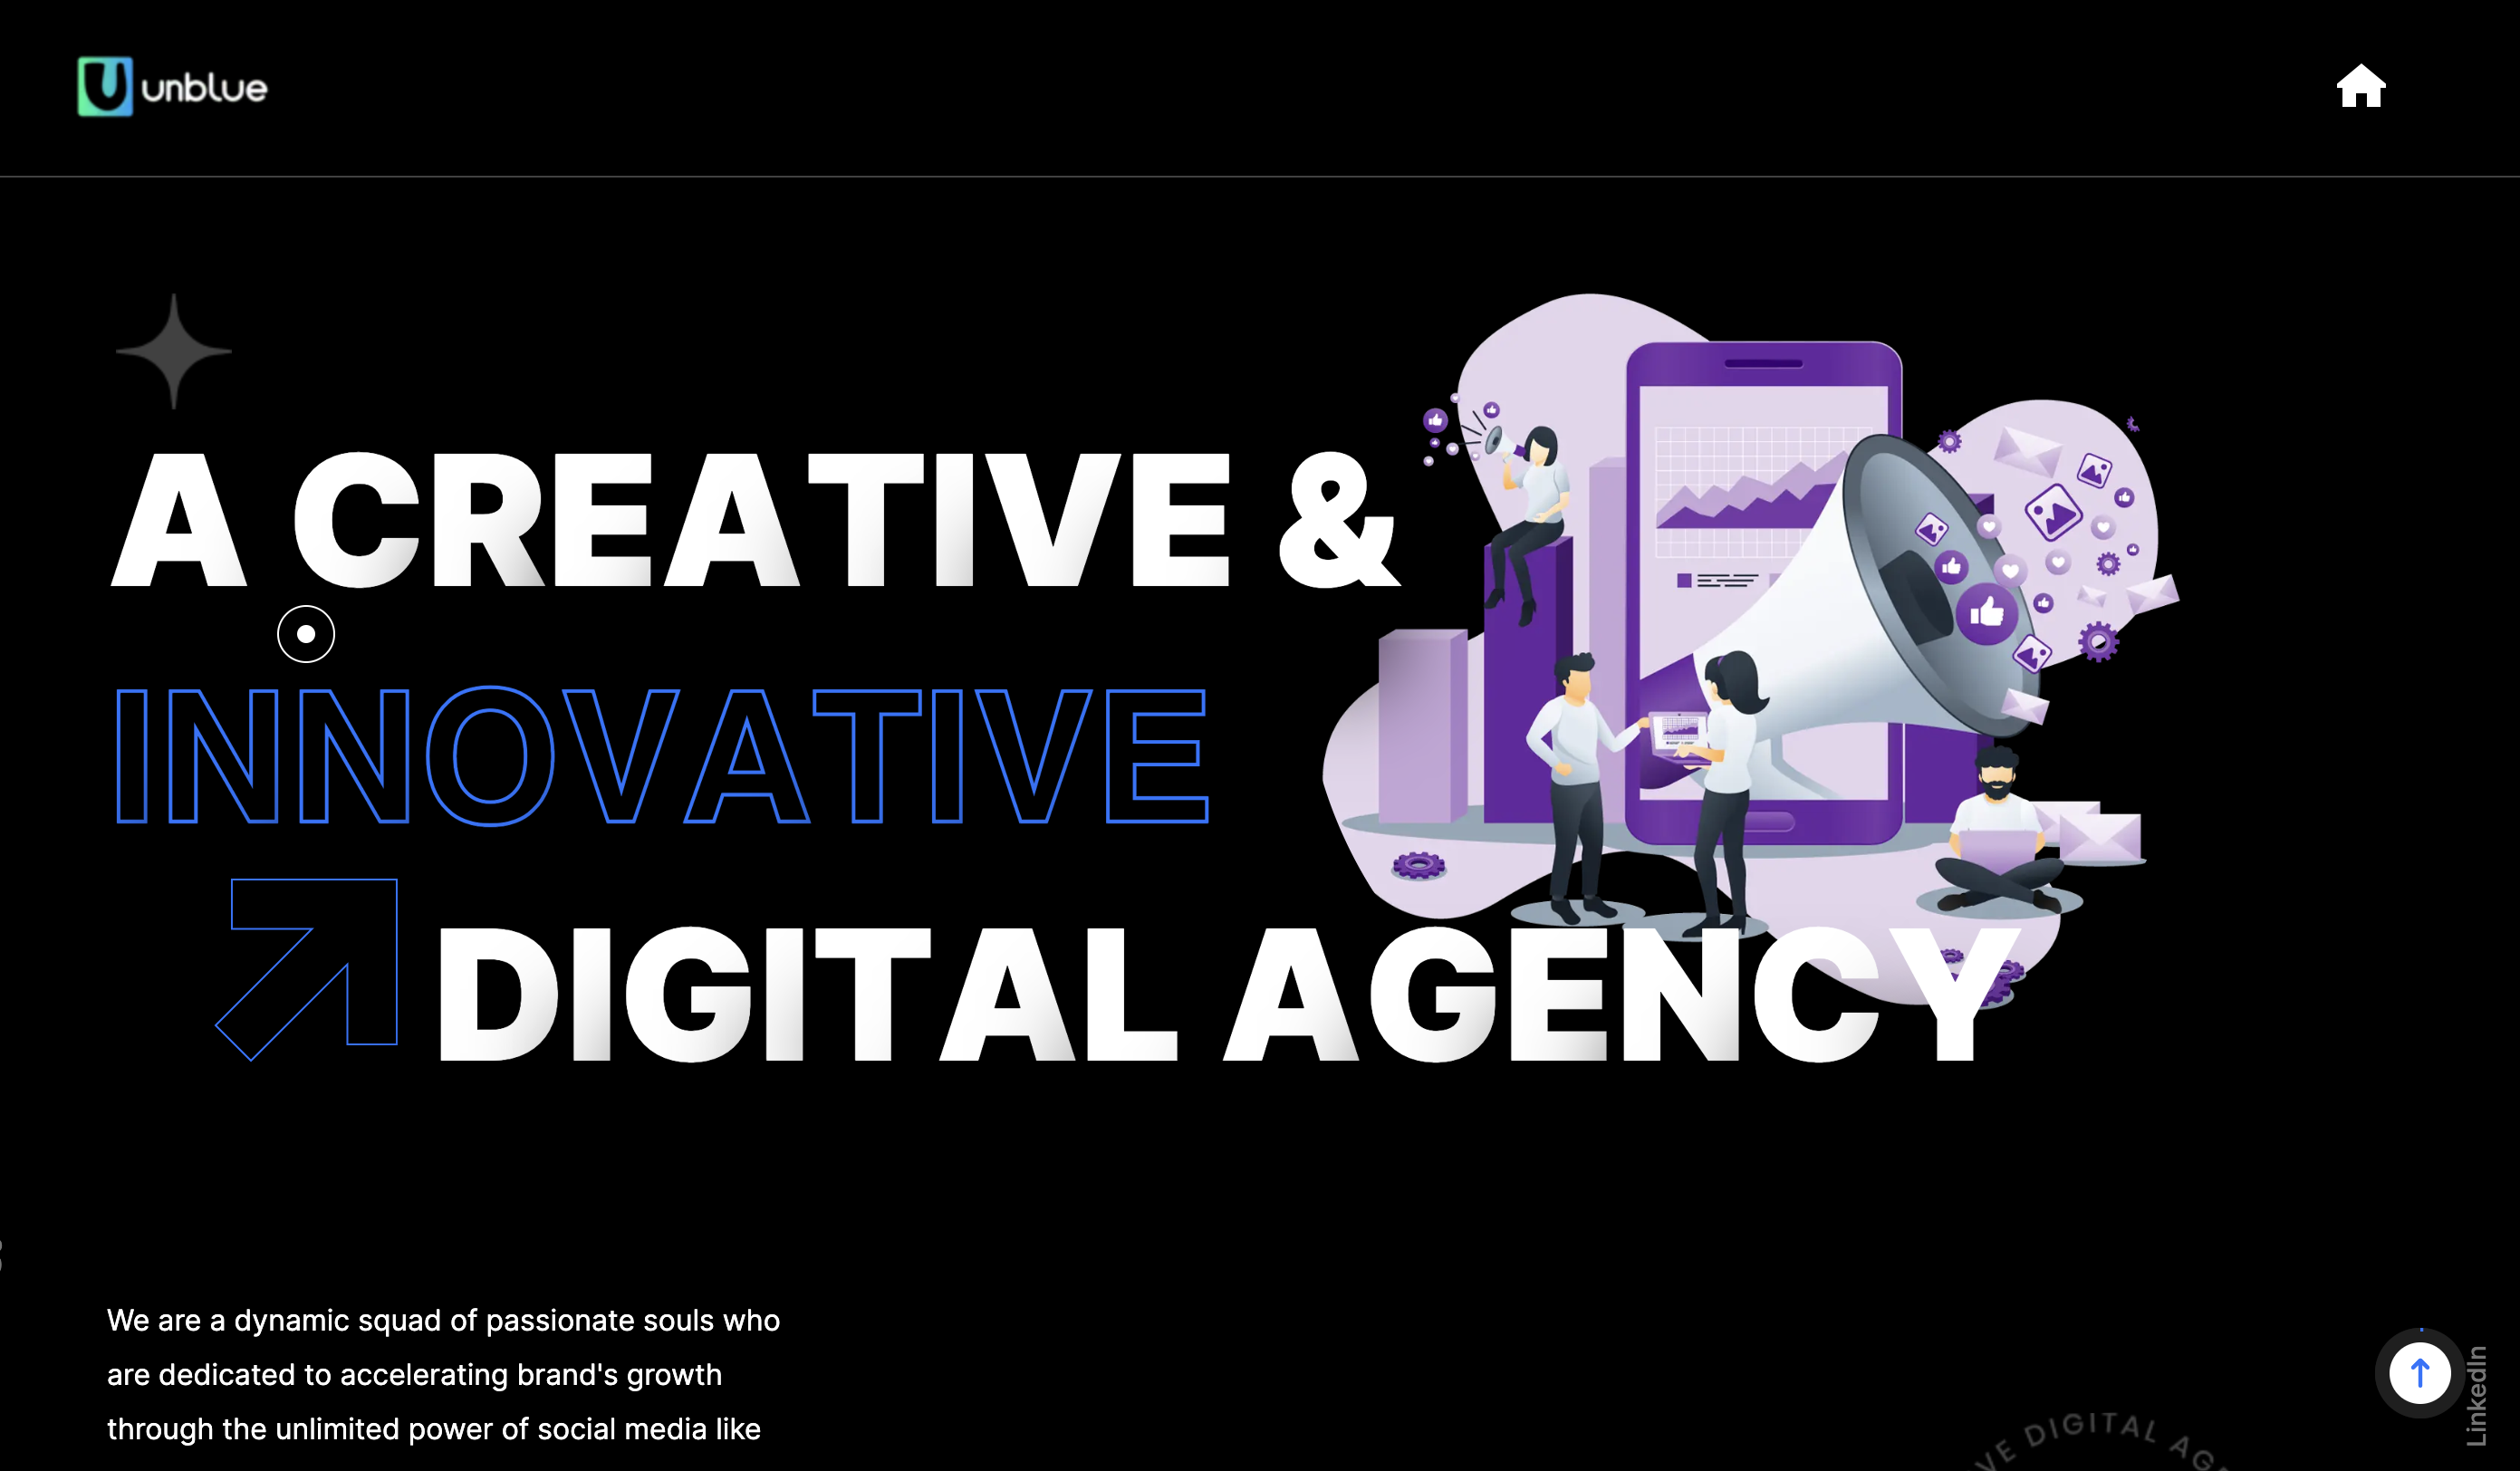 unblue
A CREATIVE &
INNOVATIVE
DIGITAL AGENCY
We are a dynamic squad of passionate souls who
are dedicated to accelerating brand's growth
through the unlimited power of social media like
LinkedIn
DIGITAL